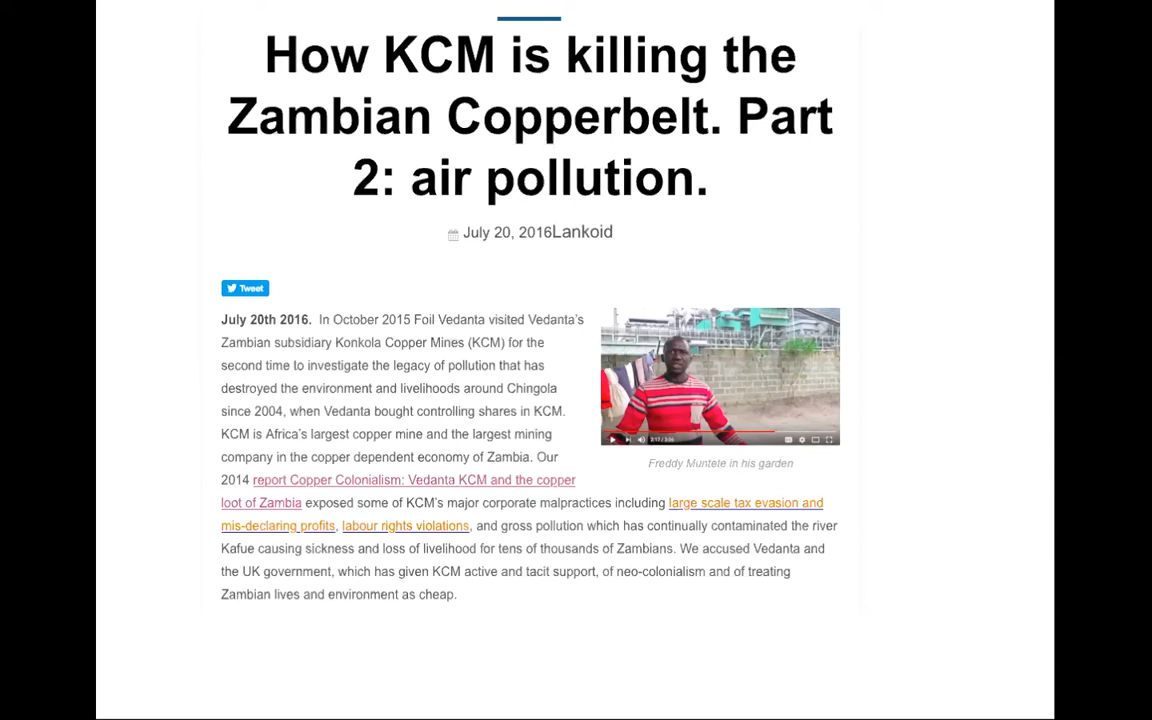 How KCM is killing the
Zambian Copperbelt. Part
2: air pollution.
July 20, 2016Lankoid
Tweet
July 20th 2016. In October 2015 Foil Vedanta visited Vedanta's
Zambian subsidiary Konkola Copper Mines (KCM) for the
second time to investigate the legacy of pollution that has
destroyed the environment and livelihoods around Chingola
since 2004, when Vedanta bought controlling shares in KCM.
KCM is Africa's largest copper mine and the largest mining
company in the copper dependent economy of Zambia. Our
2014 report Copper Colonialism: Vedanta KCM and the copper
loot of Zambia exposed some of KCM's major corporate malpractices including large scale tax evasion and
mis-declaring profits, labour rights violations, and gross pollution which has continually contaminated the river
Kafue causing sickness and loss of livelihood for tens of thousands of Zambians. We accused Vedanta and
the UK government, which has given KCM active and tacit support, of neo-colonialism and of treating
Zambian lives and environment as cheap.
Freddy Muntete in his garden